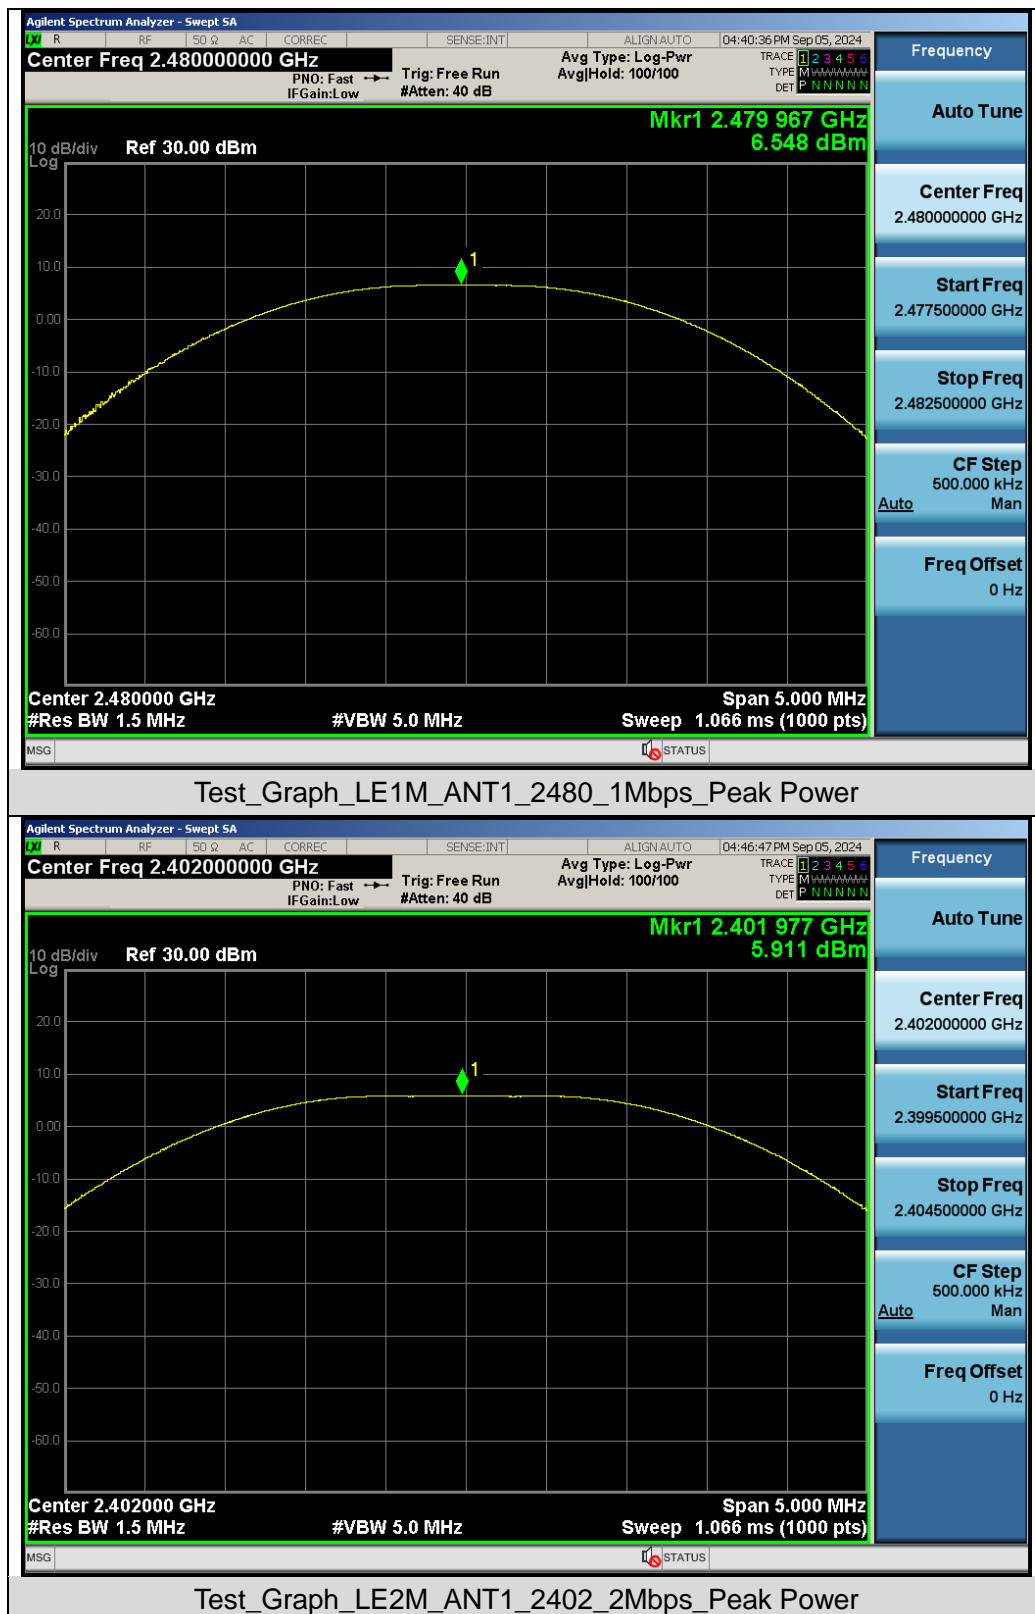 Agilent Spectrum Analyzer - Swept SA
LXI R RF 50 Ω AC CORREC SENSE:INT ALIGN AUTO 04:40:36 PM Sep 05, 2024
Center Freq 2.480000000 GHz
PNO: Fast Trig: Free Run Avg Type: Log-Pwr TRACE 1 2 3 4 5 6
IFGain:Low #Atten: 40 dB Avg|Hold: 100/100 TYPE M WWWWW
DET P N N N N N
Mkr1 2.479 967 GHz
6.548 dBm
10 dB/div Ref 30.00 dBm
Log
20.0
1
10.0
0.00
-10.0
-20.0
-30.0
-40.0
-50.0
-60.0
Center 2.480000 GHz Span 5.000 MHz
#Res BW 1.5 MHz #VBW 5.0 MHz Sweep 1.066 ms (1000 pts)
MSG STATUS
Frequency
Auto Tune
Center Freq
2.480000000 GHz
Start Freq
2.477500000 GHz
Stop Freq
2.482500000 GHz
CF Step
500.000 kHz
Auto Man
Freq Offset
0 Hz
Test_Graph_LE1M_ANT1_2480_1Mbps_Peak Power
Agilent Spectrum Analyzer - Swept SA
LXI R RF 50 Ω AC CORREC SENSE:INT ALIGN AUTO 04:46:47 PM Sep 05, 2024
Center Freq 2.402000000 GHz
PNO: Fast Trig: Free Run Avg Type: Log-Pwr TRACE 1 2 3 4 5 6
IFGain:Low #Atten: 40 dB Avg|Hold: 100/100 TYPE M WWWWW
DET P N N N N N
Mkr1 2.401 977 GHz
5.911 dBm
10 dB/div Ref 30.00 dBm
Log
20.0
1
10.0
0.00
-10.0
-20.0
-30.0
-40.0
-50.0
-60.0
Center 2.402000 GHz Span 5.000 MHz
#Res BW 1.5 MHz #VBW 5.0 MHz Sweep 1.066 ms (1000 pts)
MSG STATUS
Frequency
Auto Tune
Center Freq
2.402000000 GHz
Start Freq
2.399500000 GHz
Stop Freq
2.404500000 GHz
CF Step
500.000 kHz
Auto Man
Freq Offset
0 Hz
Test_Graph_LE2M_ANT1_2402_2Mbps_Peak Power